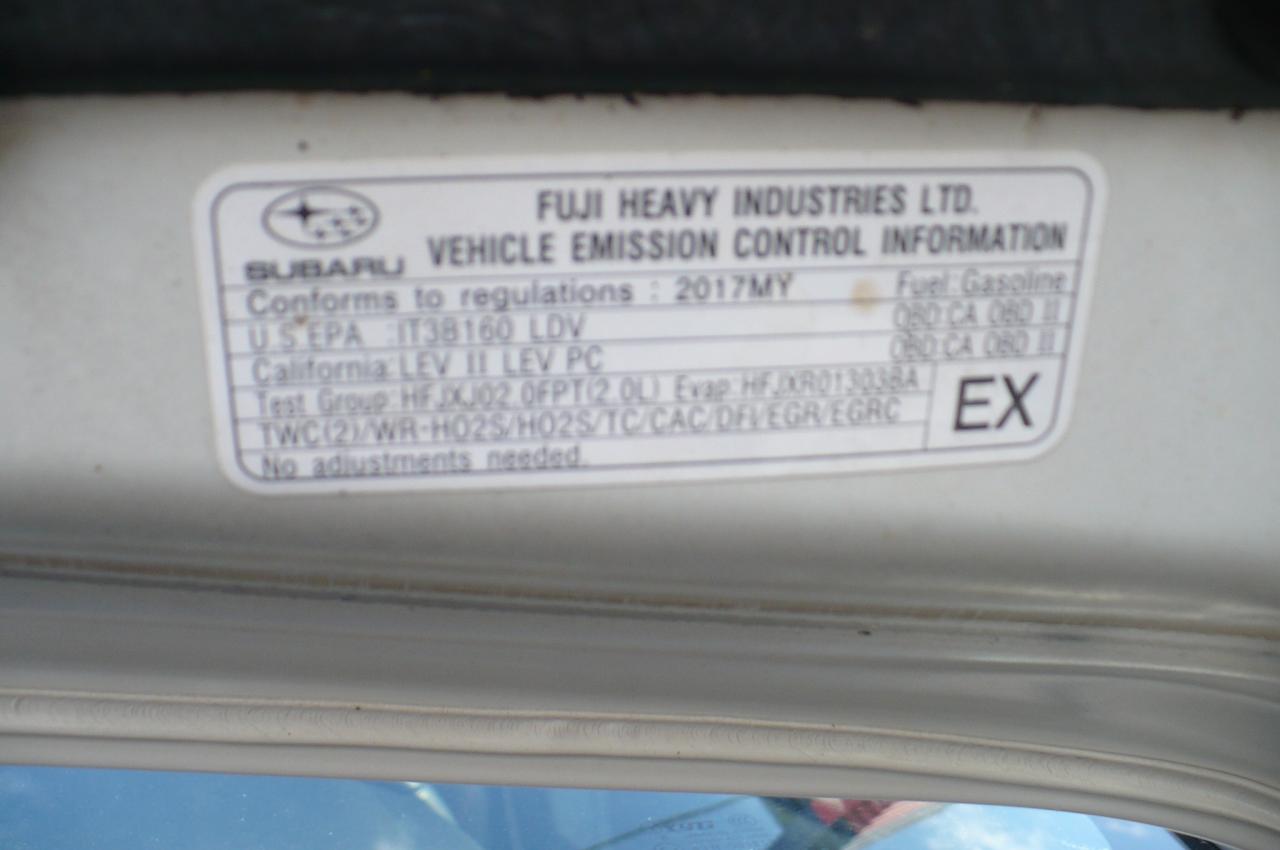 FUJI HEAVY INDUSTRIES LTD.
SUBARU VEHICLE EMISSION CONTROL INFORMATION
Conforms to regulations : 2017MY Fuel: Gasoline
U.S.EPA :IT3B160 LDV OBD:CA OBD II
California: LEV II LEV PC OBD:CA OBD II
Test Group: HFJXJ02.0FPT(2.0L) Evap: HFJXR01303BA
TWC(2)/WR-HO2S/HO2S/TC/CAC/DFI/EGR/EGRC
EX
No adjustments needed.